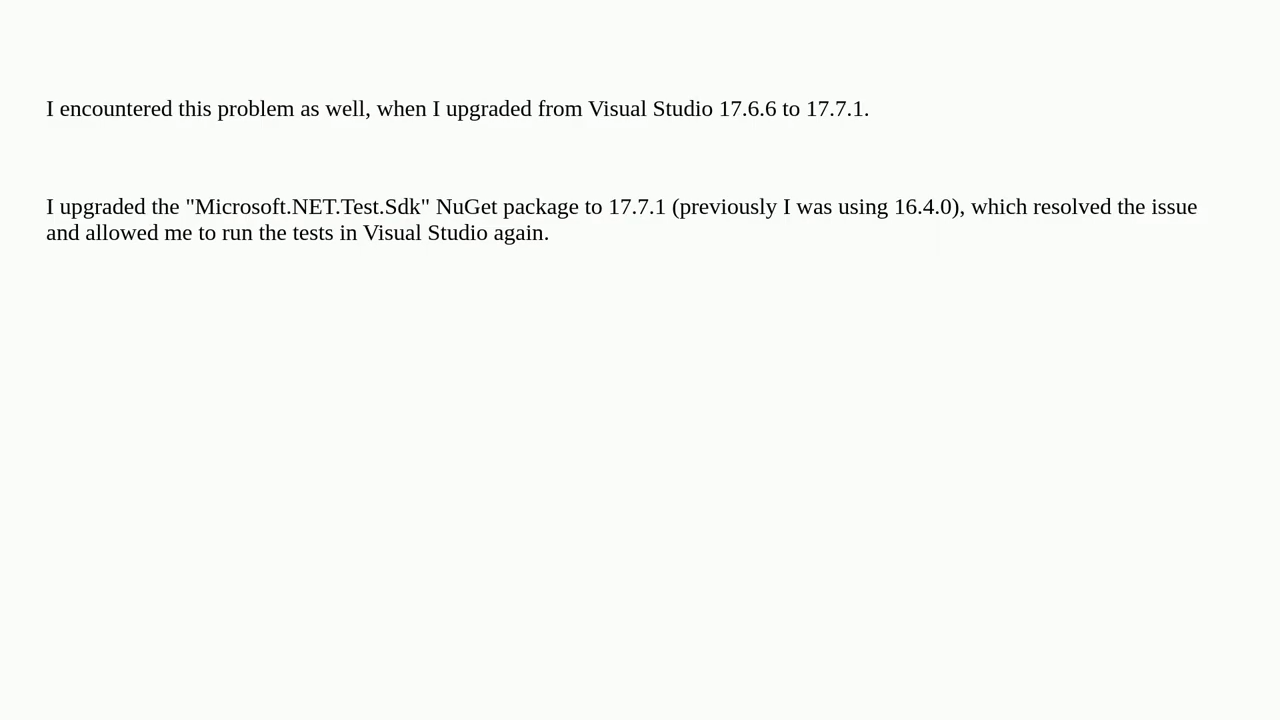 I encountered this problem as well, when I upgraded from Visual Studio 17.6.6 to 17.7.1.
I upgraded the "Microsoft.NET.Test.Sdk" NuGet package to 17.7.1 (previously I was using 16.4.0), which resolved the issue
and allowed me to run the tests in Visual Studio again.